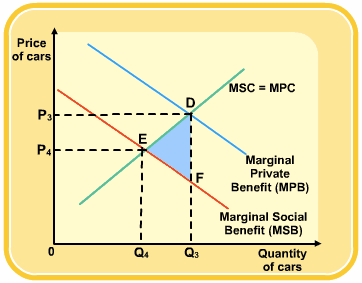 Price
of cars
D
MSC = MPC
P3
E
P4
Marginal
Private
Benefit (MPB)
F
Marginal Social
Benefit (MSB)
0
Q4
Q3
Quantity
of cars